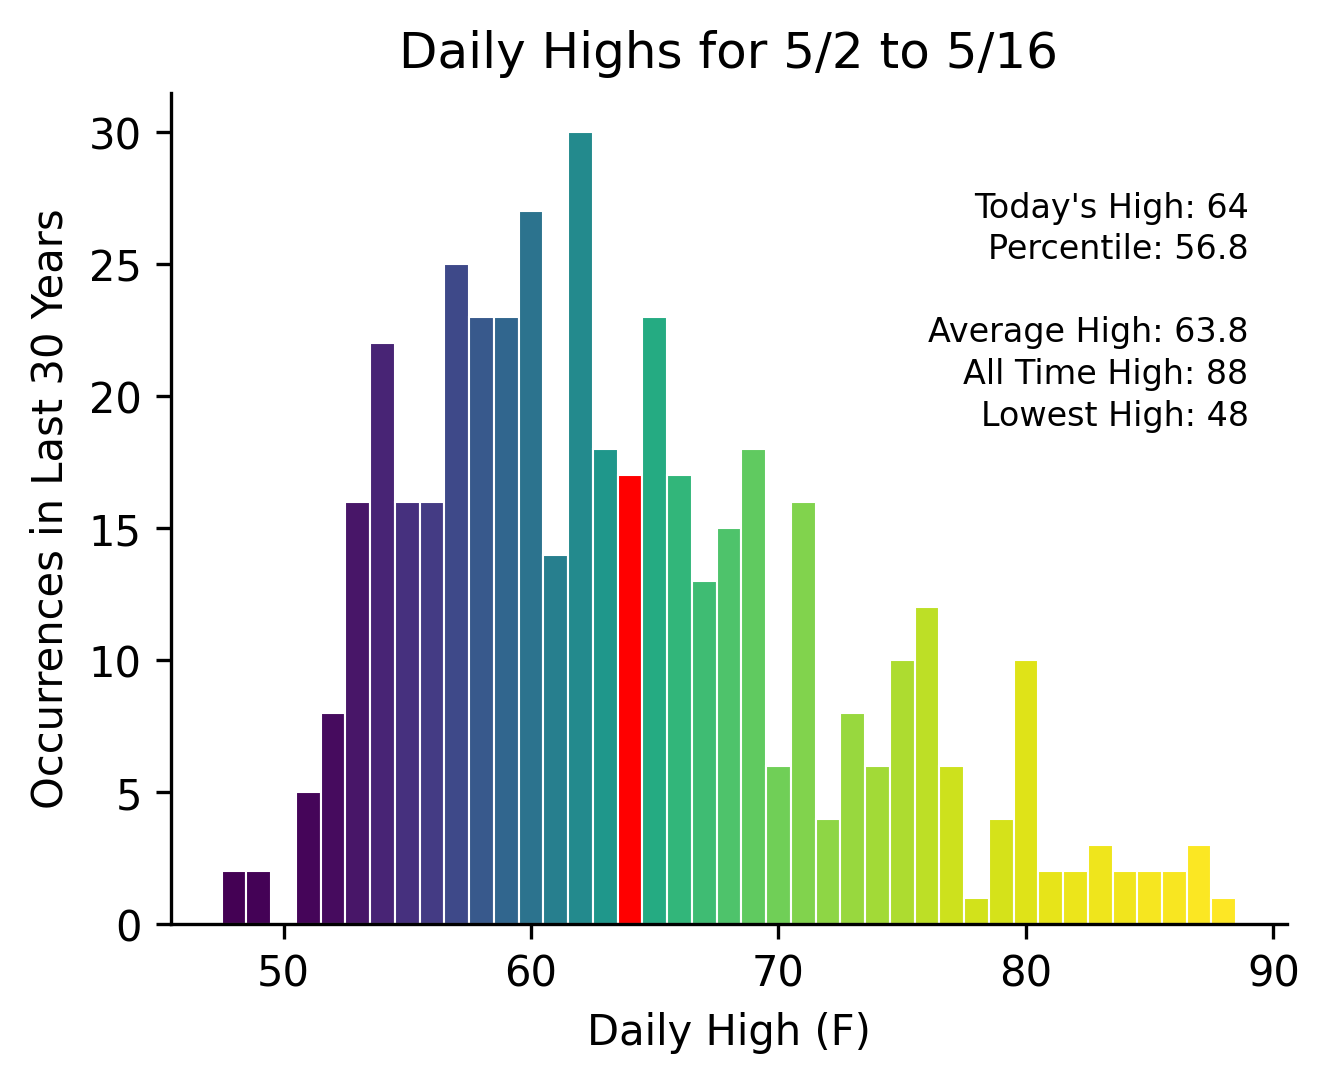 Daily Highs for 5/2 to 5/16
Today's High: 64
Percentile: 56.8
Average High: 63.8
All Time High: 88
Lowest High: 48
Occurrences in Last 30 Years
30
25
20
15
10
5
0
50 60 70 80 90
Daily High (F)